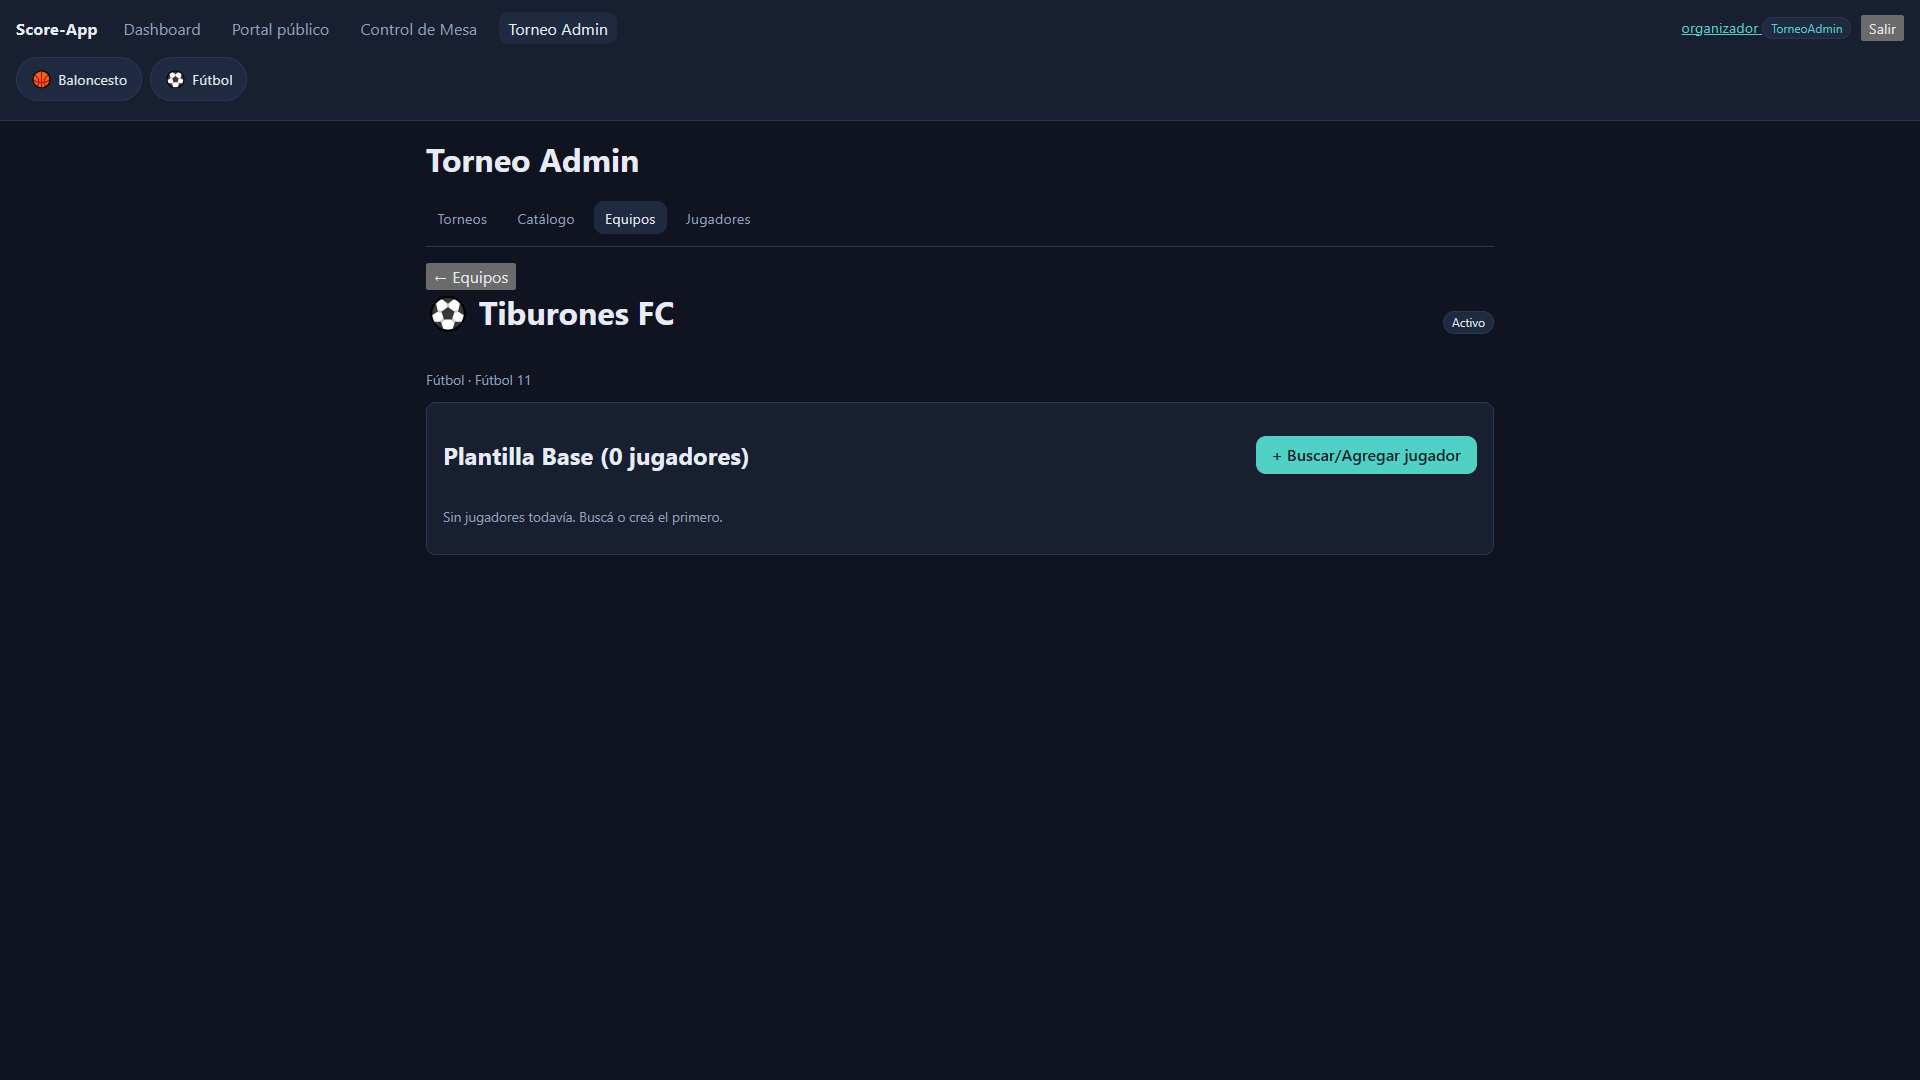 Score-App Dashboard Portal público Control de Mesa Torneo Admin organizador TorneoAdmin Salir
Baloncesto Fútbol
Torneo Admin
Torneos Catálogo Equipos Jugadores
← Equipos
Tiburones FC Activo
Fútbol · Fútbol 11
Plantilla Base (0 jugadores) + Buscar/Agregar jugador
Sin jugadores todavía. Buscá o creá el primero.